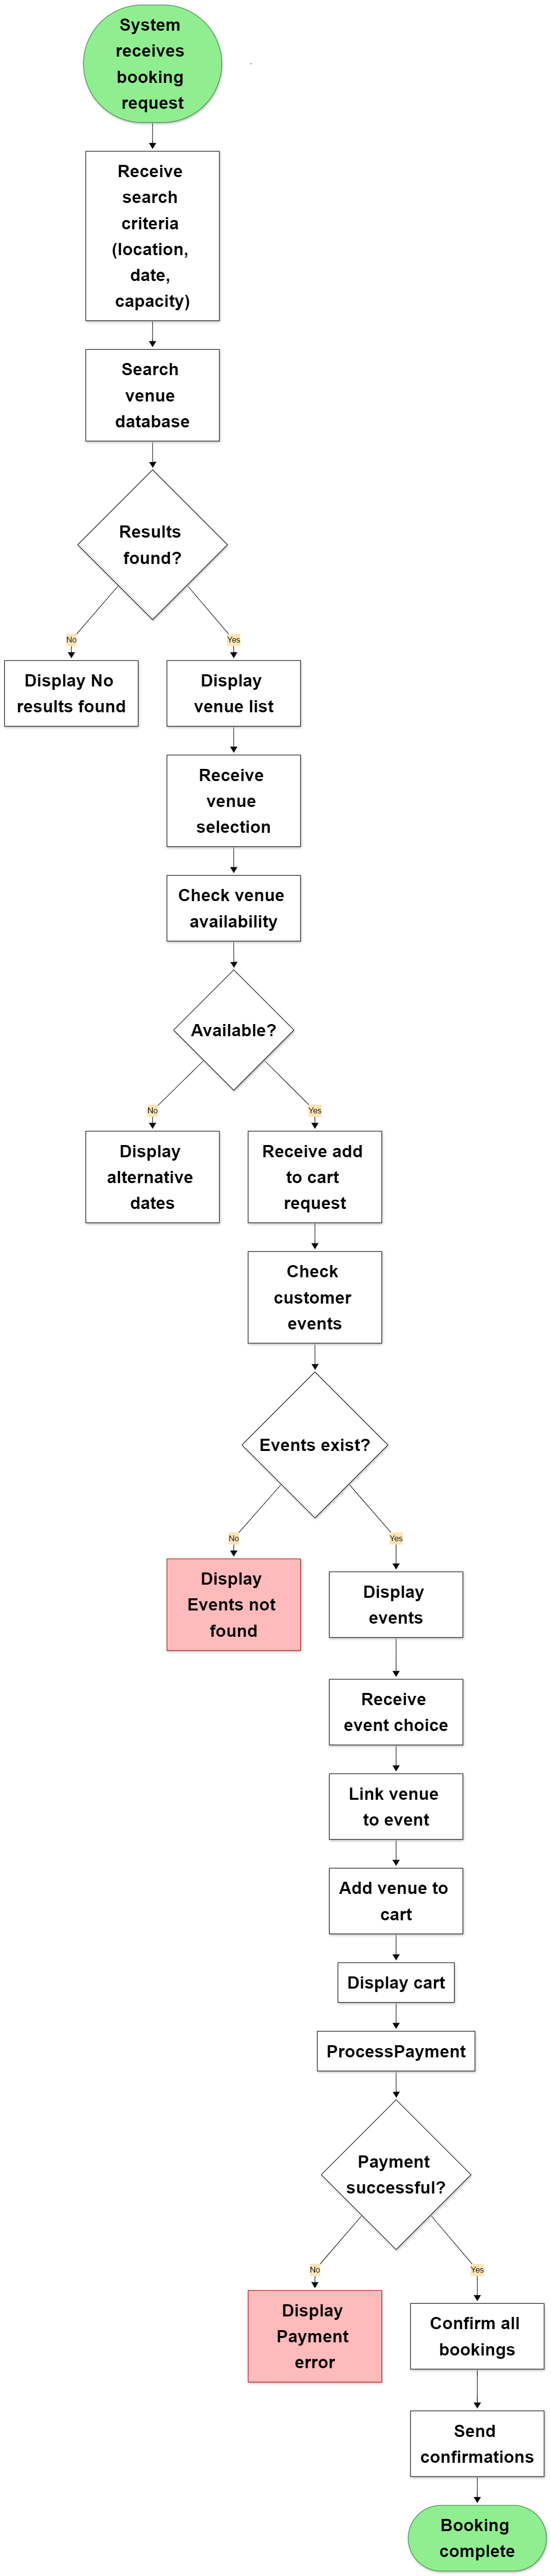 System
receives
booking
request
Receive
search
criteria
(location,
date,
capacity)
Search
venue
database
Results
found?
No
Yes
Display No
results found
Display
venue list
Receive
venue
selection
Check venue
availability
Available?
No
Yes
Display
alternative
dates
Receive add
to cart
request
Check
customer
events
Events exist?
No
Yes
Display
Events not
found
Display
events
Receive
event choice
Link venue
to event
Add venue to
cart
Display cart
ProcessPayment
Payment
successful?
No
Yes
Display
Payment
error
Confirm all
bookings
Send
confirmations
Booking
complete